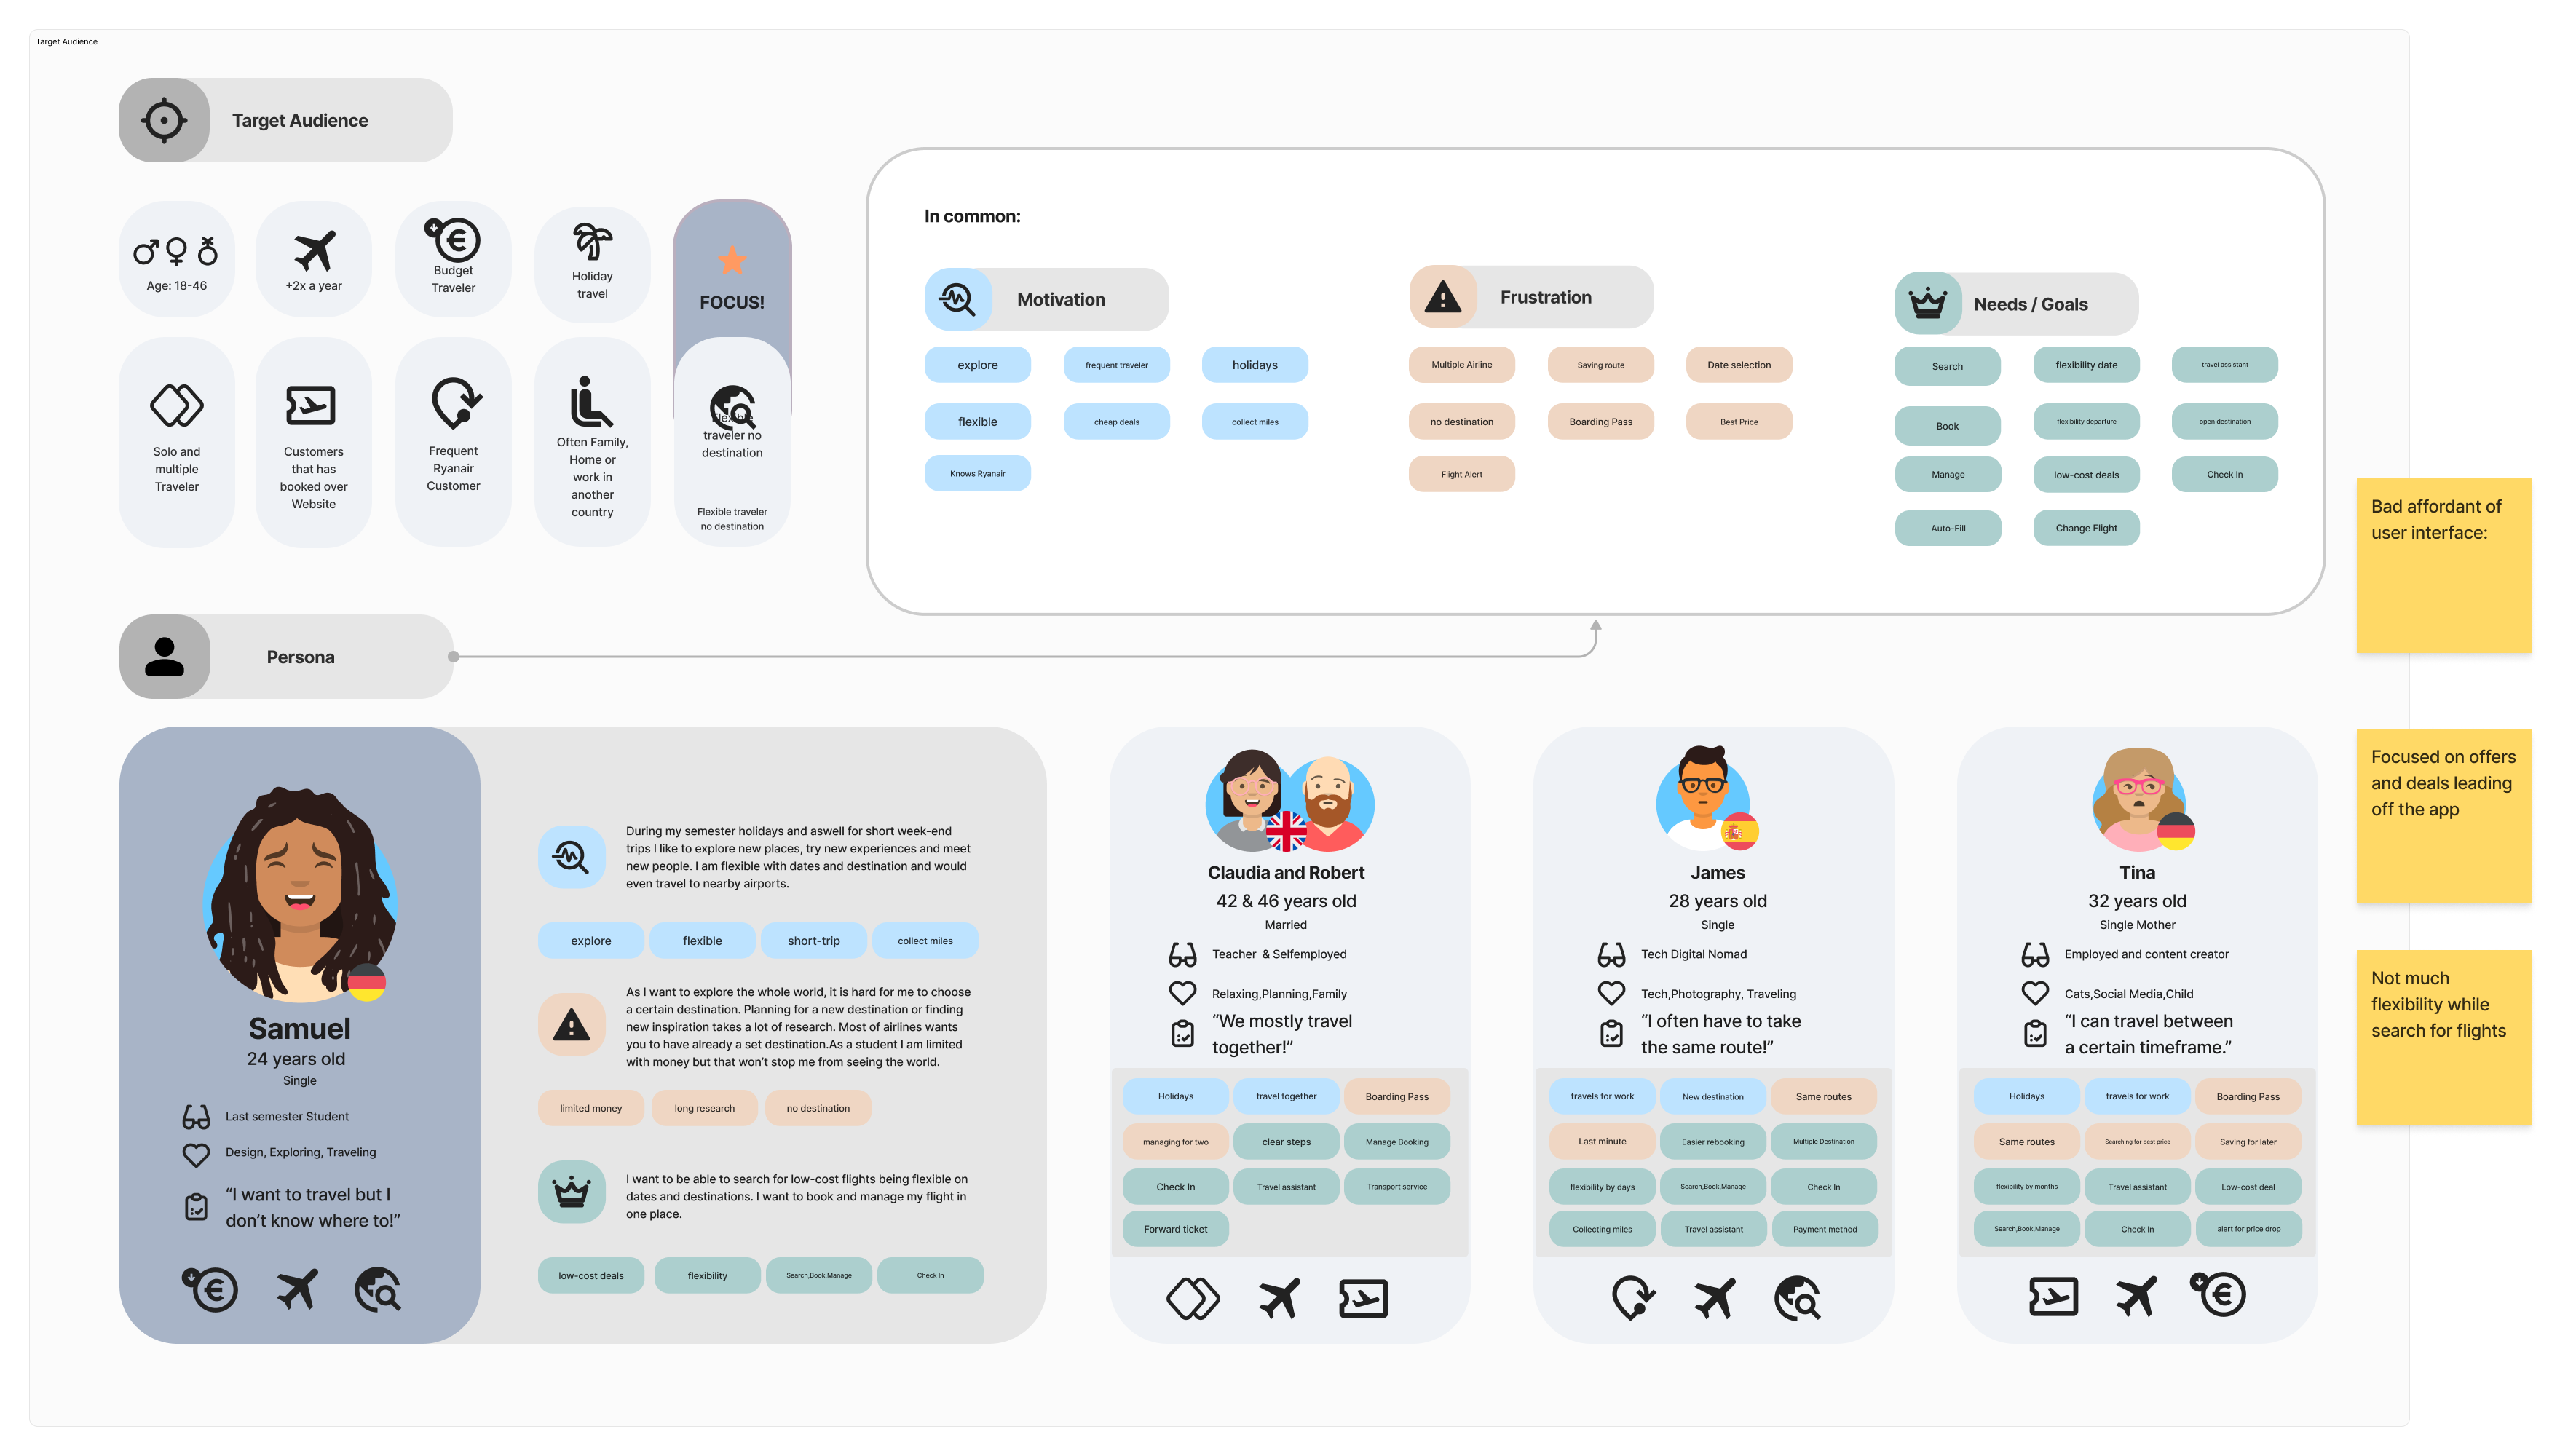 Target Audience
Target Audience
Age: 18-46
+2x a year
Budget
Traveler
Holiday
travel
FOCUS!
Solo and
multiple
Traveler
Customers
that has
booked over
Website
Frequent
Ryanair
Customer
Often Family,
Home or
work in
another
country
Flexible
traveler no
destination
Flexible traveler
no destination
In common:
Motivation
explore
frequent traveler
holidays
flexible
cheap deals
collect miles
Knows Ryanair
Frustration
Multiple Airline
Saving route
Date selection
no destination
Boarding Pass
Best Price
Flight Alert
Needs / Goals
Search
flexibility date
travel assistant
Book
flexibility departure
open destination
Manage
low-cost deals
Check In
Auto-Fill
Change Flight
Bad affordant of
user interface:
Focused on offers
and deals leading
off the app
Not much
flexibility while
search for flights
Persona
Samuel
24 years old
Single
Last semester Student
Design, Exploring, Traveling
“I want to travel but I
don’t know where to!”
During my semester holidays and aswell for short week-end
trips I like to explore new places, try new experiences and meet
new people. I am flexible with dates and destination and would
even travel to nearby airports.
explore
flexible
short-trip
collect miles
As I want to explore the whole world, it is hard for me to choose
a certain destination. Planning for a new destination or finding
new inspiration takes a lot of research. Most of airlines wants
you to have already a set destination.As a student I am limited
with money but that won’t stop me from seeing the world.
limited money
long research
no destination
I want to be able to search for low-cost flights being flexible on
dates and destinations. I want to book and manage my flight in
one place.
low-cost deals
flexibility
Search,Book,Manage
Check In
Claudia and Robert
42 & 46 years old
Married
Teacher & Selfemployed
Relaxing,Planning,Family
“We mostly travel
together!”
Holidays
travel together
Boarding Pass
managing for two
clear steps
Manage Booking
Check In
Travel assistant
Transport service
Forward ticket
James
28 years old
Single
Tech Digital Nomad
Tech,Photography, Traveling
“I often have to take
the same route!”
travels for work
New destination
Same routes
Last minute
Easier rebooking
Multiple Destination
flexibility by days
Search,Book,Manage
Check In
Collecting miles
Travel assistant
Payment method
Tina
32 years old
Single Mother
Employed and content creator
Cats,Social Media,Child
“I can travel between
a certain timeframe.”
Holidays
travels for work
Boarding Pass
Same routes
Searching for best price
Saving for later
flexibility by months
Travel assistant
Low-cost deal
Search,Book,Manage
Check In
alert for price drop